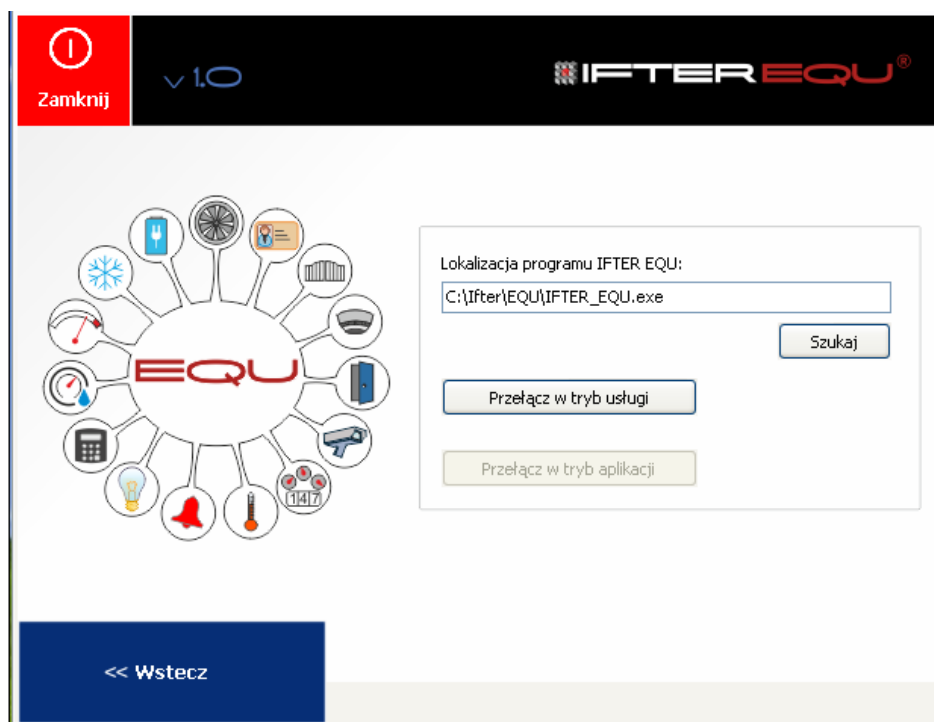 Zamknij
v 1.0
IFTER EQU®
Lokalizacja programu IFTER EQU:
C:\Ifter\EQU\IFTER_EQU.exe
Szukaj
EQU
Przełącz w tryb usługi
Przełącz w tryb aplikacji
147
<< Wstecz